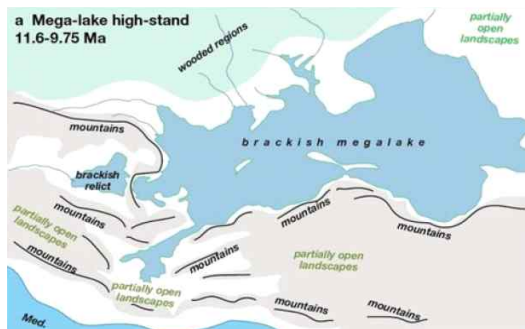 a Mega-lake high-stand
11.6-9.75 Ma
wooded regions
partially
open
landscapes
mountains
brackish megalake
brackish
relict
mountains
partially open
landscapes
mountains
mountains
mountains
mountains
partially open
landscapes
partially open
landscapes
mountains
mountains
Med.